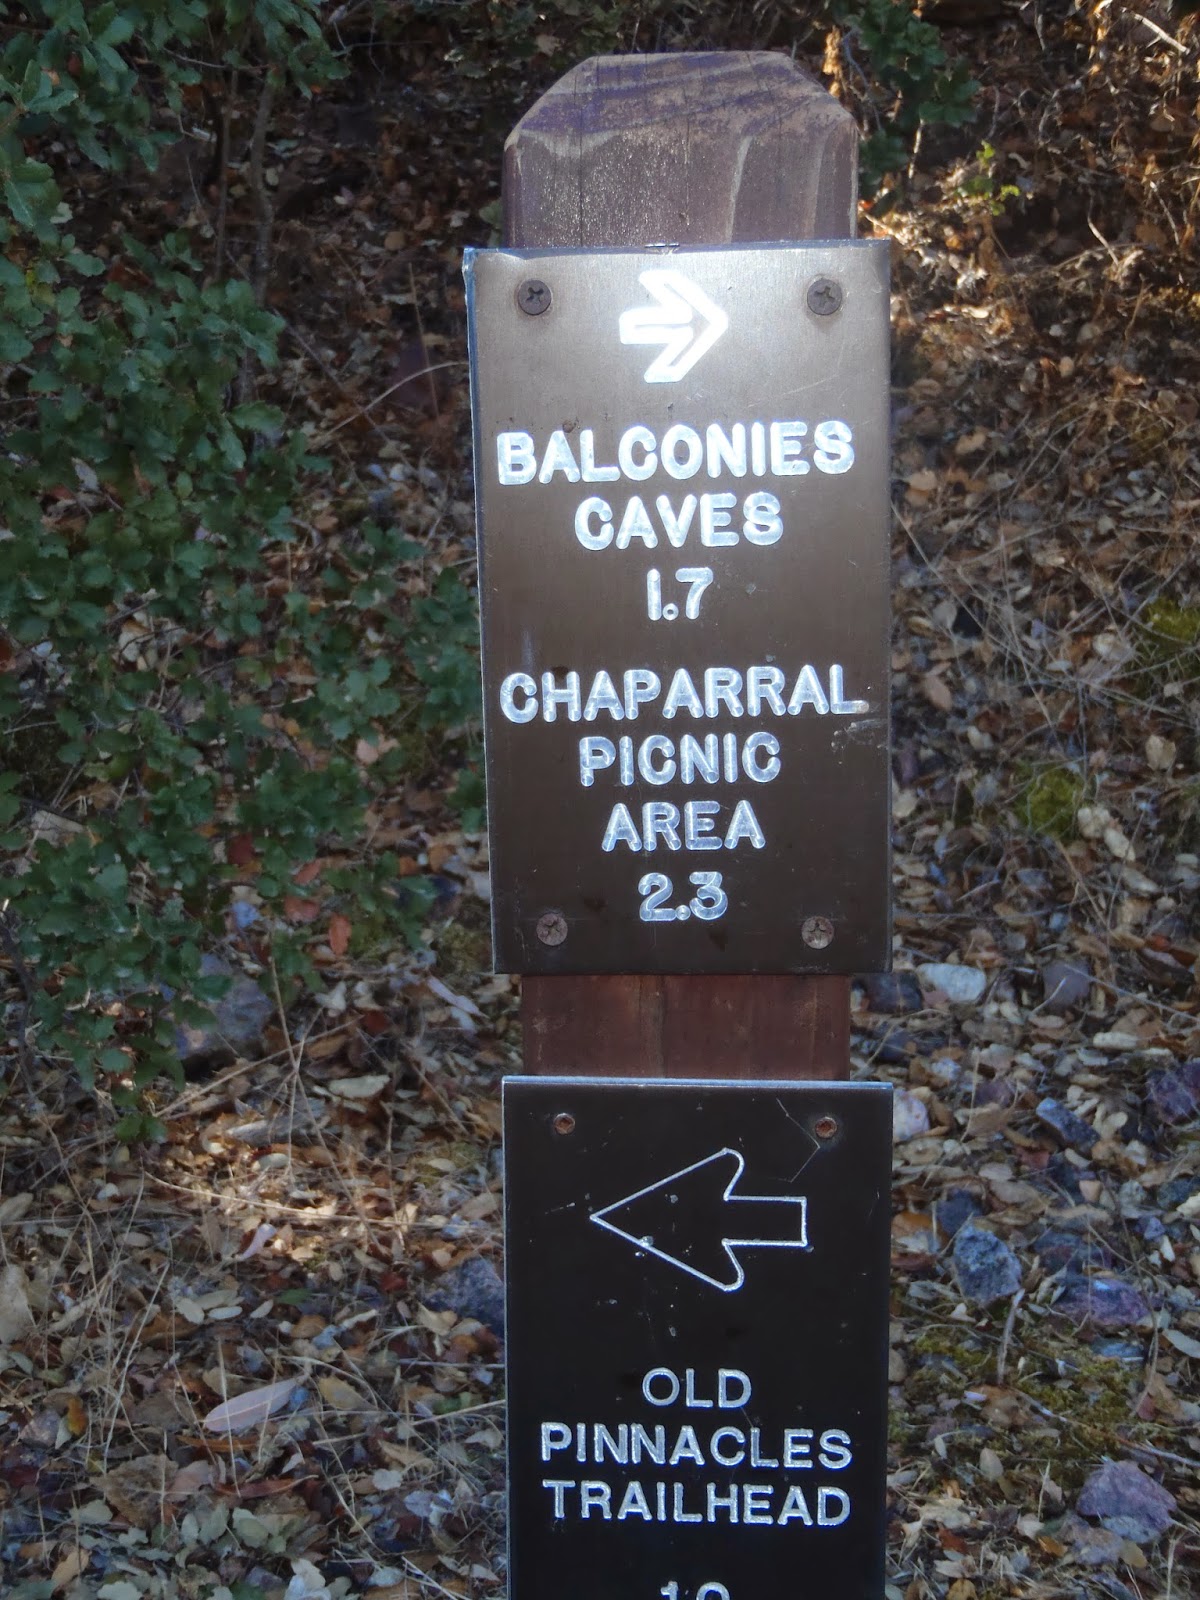 BALCONIES
CAVES
1.7
CHAPARRAL
PICNIC
AREA
2.3
OLD
PINNACLES
TRAILHEAD